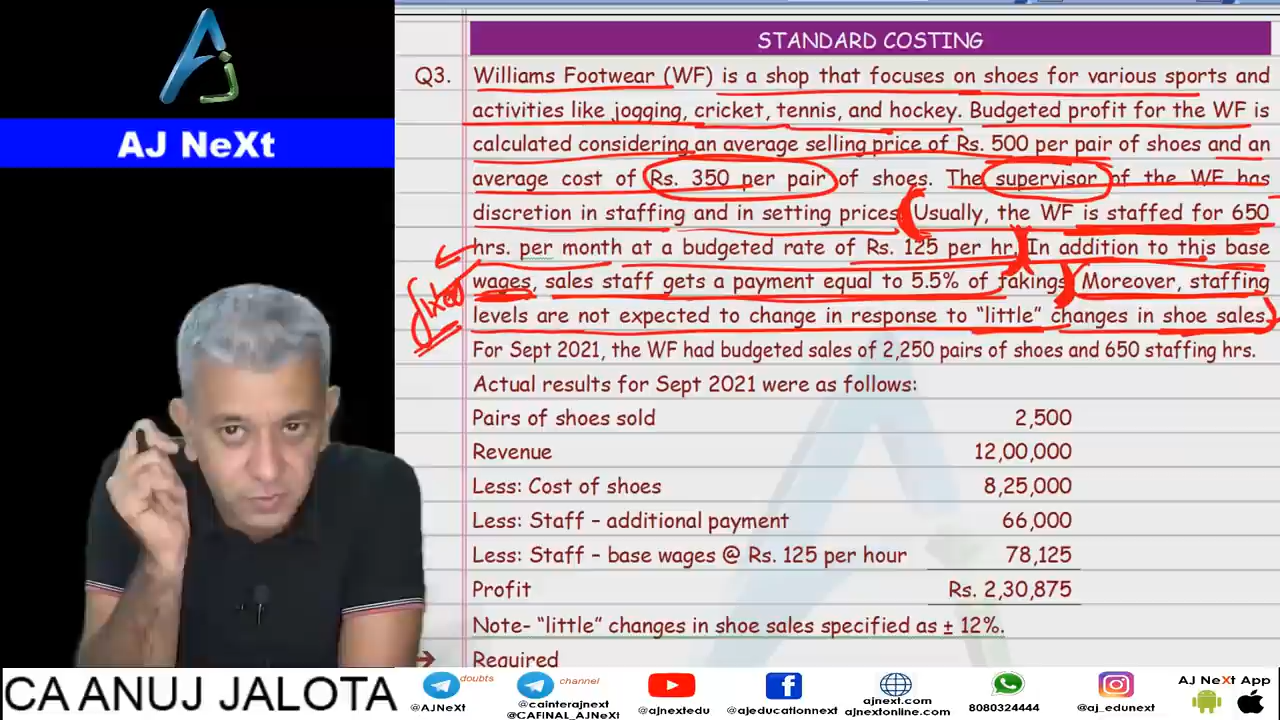 Aj
AJ NeXt
STANDARD COSTING
Q3. Williams Footwear (WF) is a shop that focuses on shoes for various sports and
activities like jogging, cricket, tennis, and hockey. Budgeted profit for the WF is
calculated considering an average selling price of Rs. 500 per pair of shoes and an
average cost of Rs. 350 per pair of shoes. The supervisor of the WF has
discretion in staffing and in setting prices. Usually, the WF is staffed for 650
hrs. per month at a budgeted rate of Rs. 125 per hr. In addition to this base
wages, sales staff gets a payment equal to 5.5% of takings. Moreover, staffing
fixed
levels are not expected to change in response to “little” changes in shoe sales.
For Sept 2021, the WF had budgeted sales of 2,250 pairs of shoes and 650 staffing hrs.
Actual results for Sept 2021 were as follows:
Pairs of shoes sold 2,500
Revenue 12,00,000
Less: Cost of shoes 8,25,000
Less: Staff – additional payment 66,000
Less: Staff – base wages @ Rs. 125 per hour 78,125
Profit Rs. 2,30,875
Note- “little” changes in shoe sales specified as ± 12%.
→ Required
CA ANUJ JALOTA
doubts
@AJNeXt
channel
@cainterajnext
@CAFINAL_AJNeXt
@ajnextedu
@ajeducationnext
ajnext.com
ajnextonline.com
8080402334
@aj_edunext
AJ NeXt App